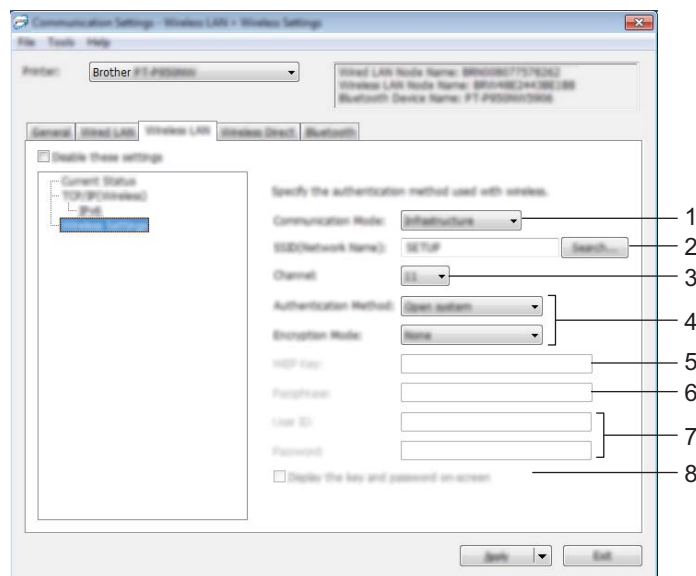 Communication Settings - Wireless LAN > Wireless Settings
File Tools Help
Printer: Brother PT-P950NW
Wired LAN Node Name:
Wireless LAN Node Name:
Bluetooth Device Name:
General Wired LAN Wireless LAN Wireless Direct Bluetooth
Disable these settings
Current Status
TCP/IP(Wireless)
IPv6
Wireless Settings
Specify the authentication method used with wireless.
Communication Mode: Infrastructure 1
SSID(Network Name): SETUP Search... 2
Channel: 11 3
Authentication Method: Open system 4
Encryption Mode: None
WEP Key: 5
Passphrase: 6
User ID: 7
Password:
Display the key and password on-screen 8
Apply Exit